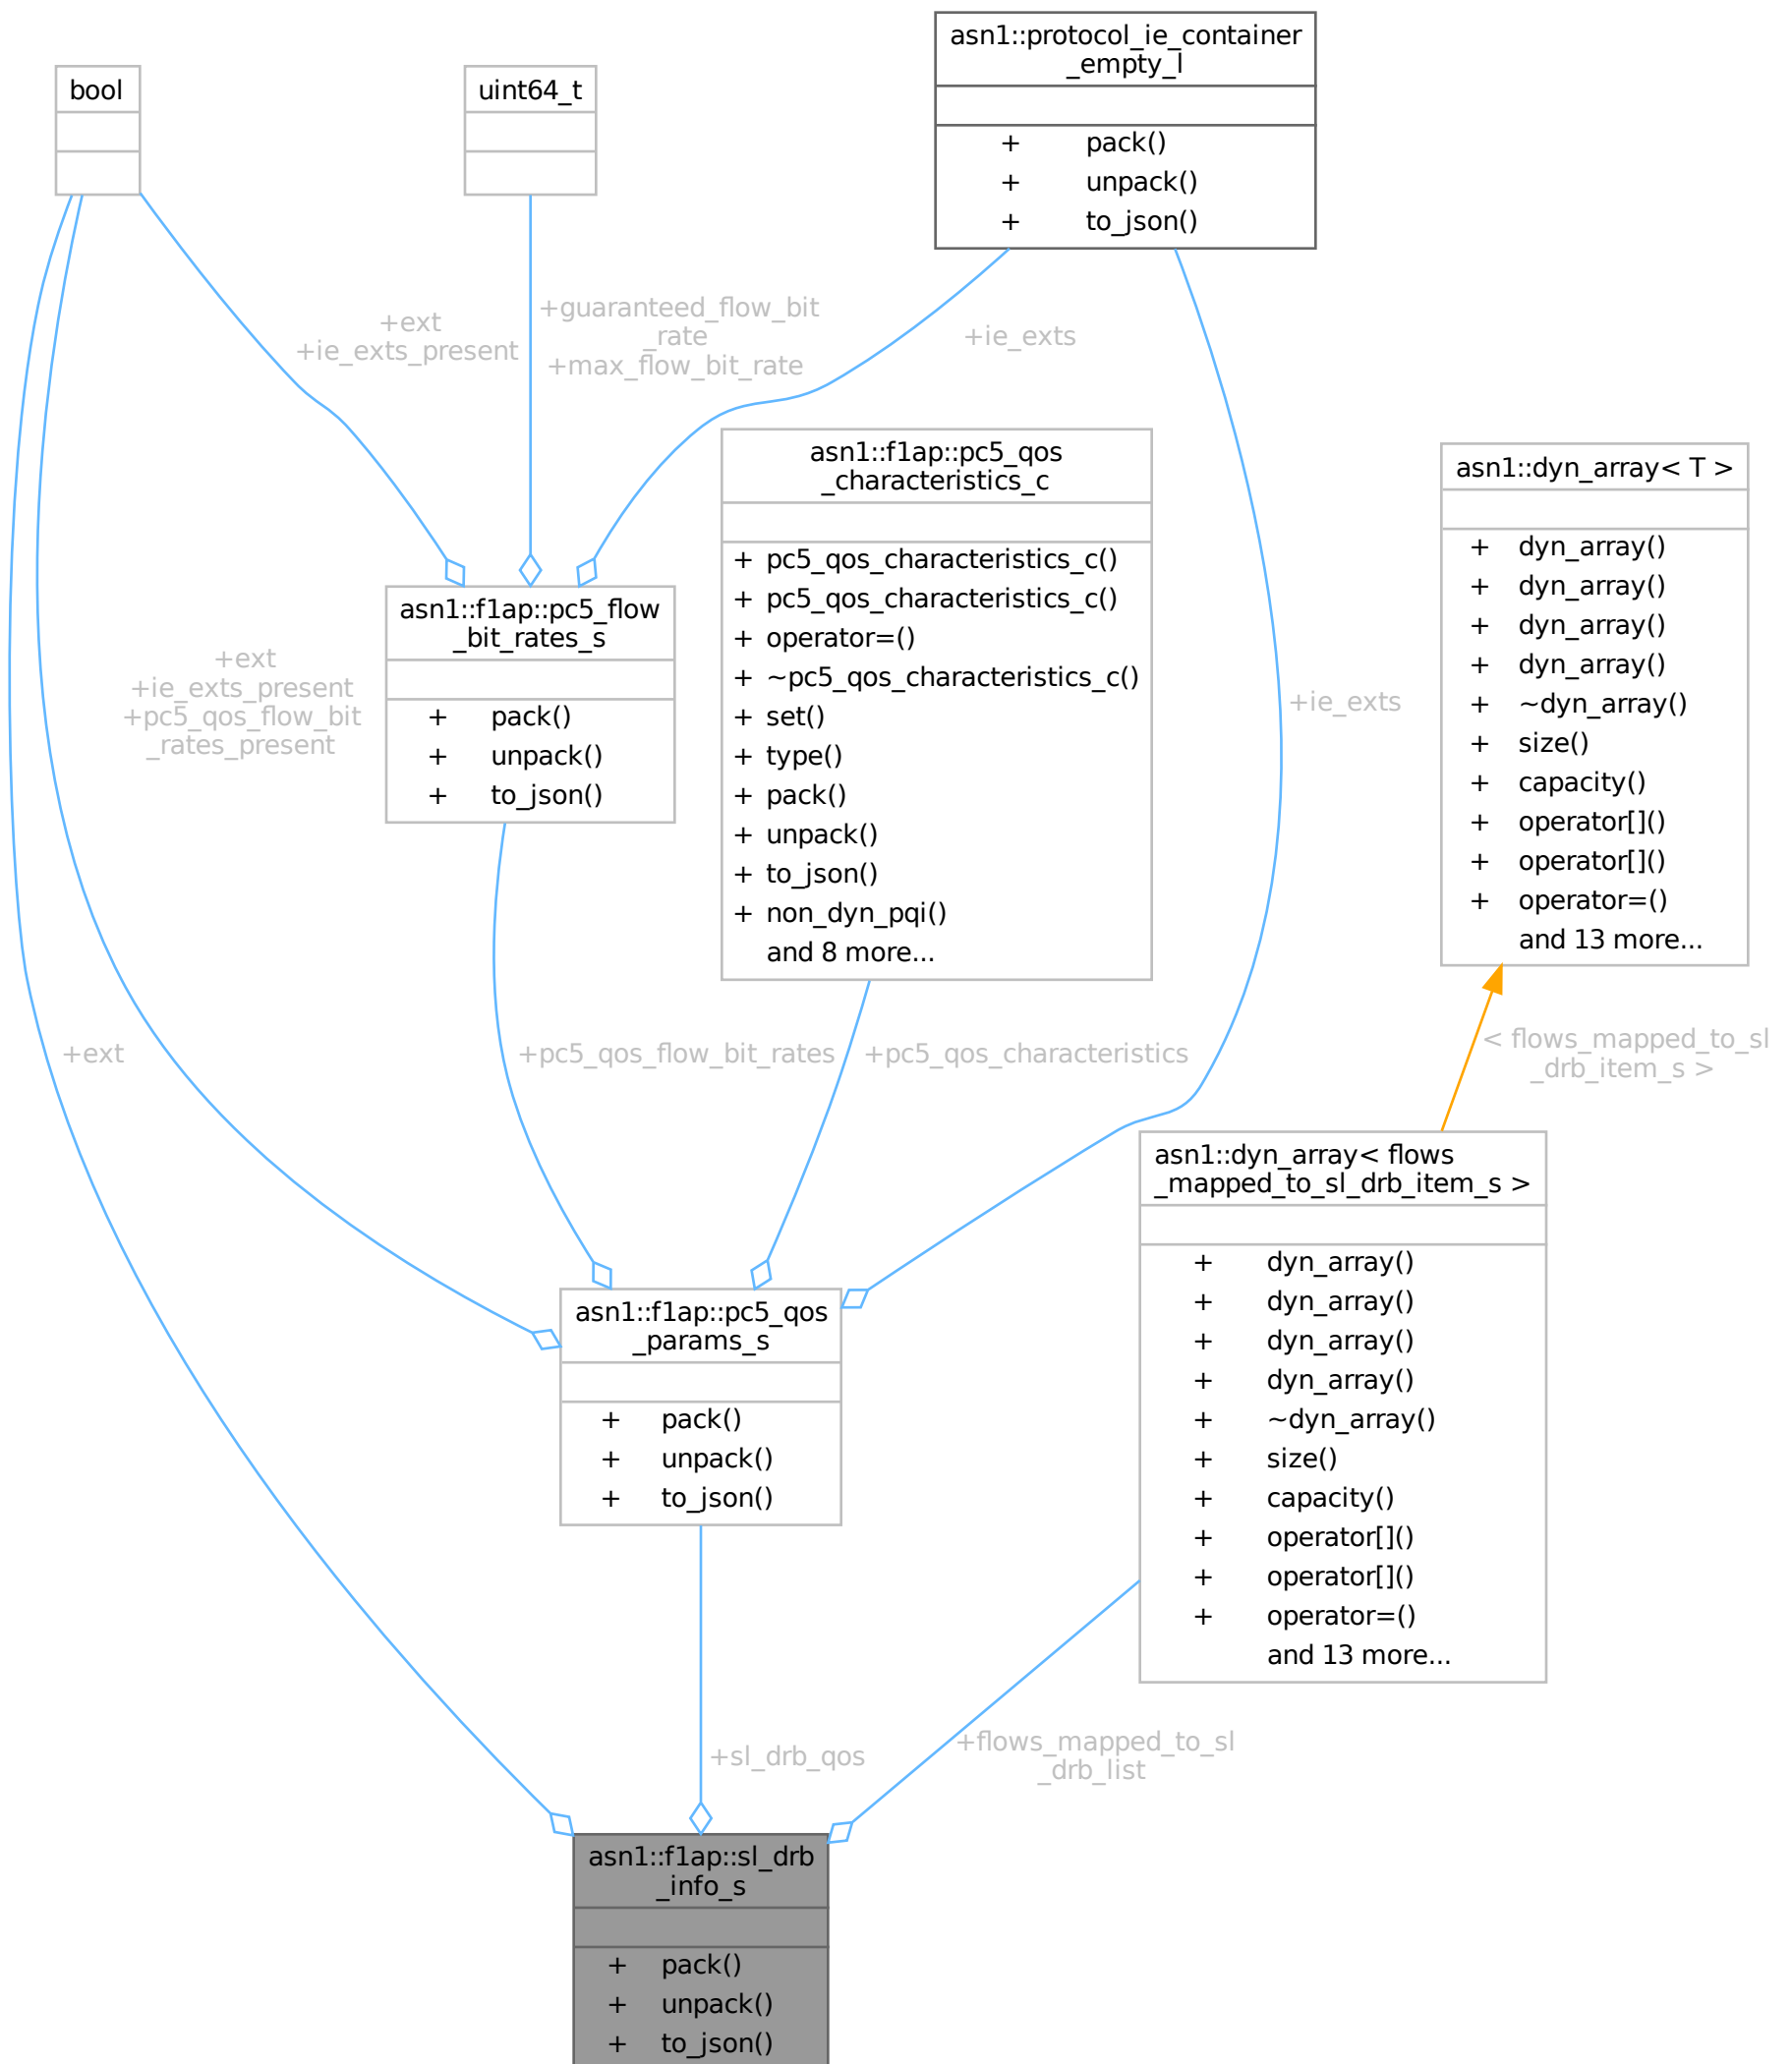 asn1::protocol_ie_container
_empty_l
+ pack()
+ unpack()
+ to_json()
bool
uint64_t
+ext
+ie_exts_present
+guaranteed_flow_bit
_rate
+max_flow_bit_rate
+ie_exts
asn1::f1ap::pc5_qos
_characteristics_c
+ pc5_qos_characteristics_c()
+ pc5_qos_characteristics_c()
+ operator=()
+ ~pc5_qos_characteristics_c()
+ set()
+ type()
+ pack()
+ unpack()
+ to_json()
+ non_dyn_pqi()
and 8 more...
asn1::dyn_array< T >
+ dyn_array()
+ dyn_array()
+ dyn_array()
+ dyn_array()
+ ~dyn_array()
+ size()
+ capacity()
+ operator[]()
+ operator[]()
+ operator=()
and 13 more...
asn1::f1ap::pc5_flow
_bit_rates_s
+ pack()
+ unpack()
+ to_json()
+ext
+ie_exts_present
+pc5_qos_flow_bit
_rates_present
+ie_exts
+ext
+pc5_qos_flow_bit_rates
+pc5_qos_characteristics
< flows_mapped_to_sl
_drb_item_s >
asn1::dyn_array< flows
_mapped_to_sl_drb_item_s >
+ dyn_array()
+ dyn_array()
+ dyn_array()
+ dyn_array()
+ ~dyn_array()
+ size()
+ capacity()
+ operator[]()
+ operator[]()
+ operator=()
and 13 more...
asn1::f1ap::pc5_qos
_params_s
+ pack()
+ unpack()
+ to_json()
+sl_drb_qos
+flows_mapped_to_sl
_drb_list
asn1::f1ap::sl_drb
_info_s
+ pack()
+ unpack()
+ to_json()